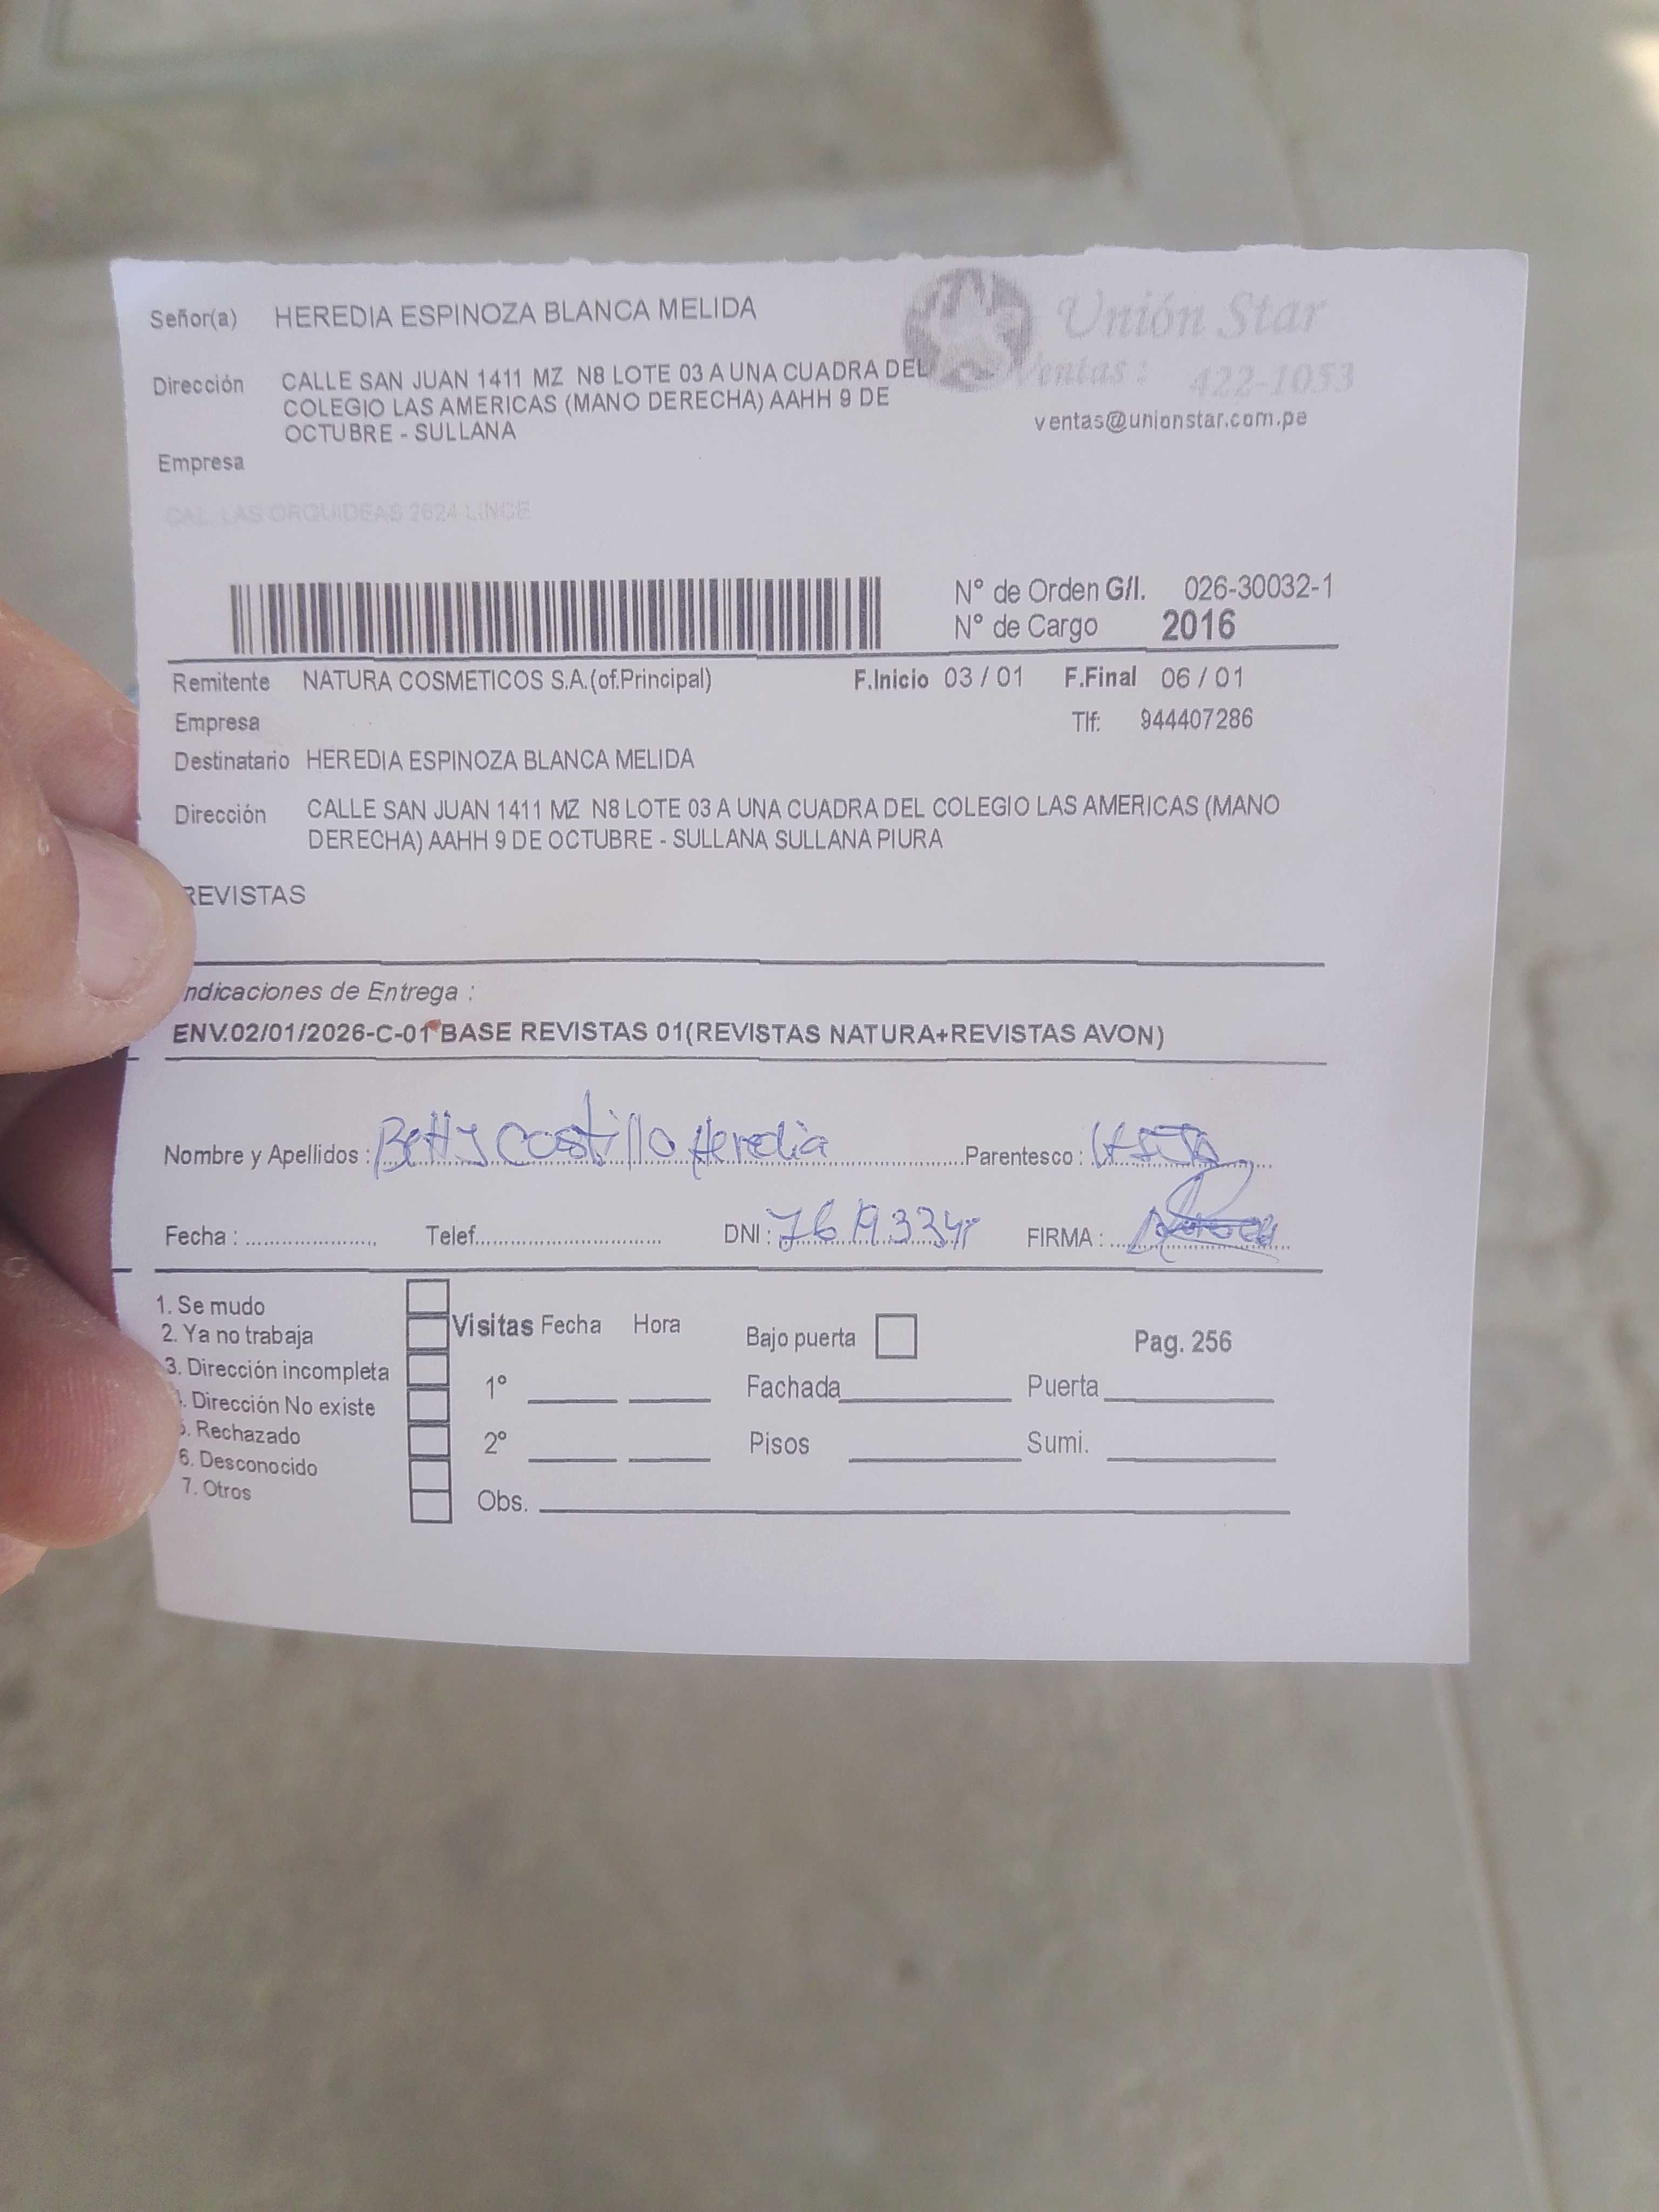 Señor(a) HEREDIA ESPINOZA BLANCA MELIDA
Unión Star
Ventas: 422-1053
ventas@unionstar.com.pe
Dirección CALLE SAN JUAN 1411 MZ N8 LOTE 03 A UNA CUADRA DEL
COLEGIO LAS AMERICAS (MANO DERECHA) AAHH 9 DE
OCTUBRE - SULLANA
Empresa
CAL. LAS ORQUIDEAS 2624 LINCE
N° de Orden G/I. 026-30032-1
N° de Cargo 2016
Remitente NATURA COSMETICOS S.A.(of.Principal) F.Inicio 03 / 01 F.Final 06 / 01
Empresa Tlf: 944407286
Destinatario HEREDIA ESPINOZA BLANCA MELIDA
Dirección CALLE SAN JUAN 1411 MZ N8 LOTE 03 A UNA CUADRA DEL COLEGIO LAS AMERICAS (MANO
DERECHA) AAHH 9 DE OCTUBRE - SULLANA SULLANA PIURA
REVISTAS
ndicaciones de Entrega :
ENV.02/01/2026-C-01 BASE REVISTAS 01(REVISTAS NATURA+REVISTAS AVON)
Nombre y Apellidos : Betty Castillo Heredia Parentesco :
Fecha : Telef. DNI : FIRMA :
1. Se mudo
2. Ya no trabaja
3. Dirección incompleta
. Dirección No existe
5. Rechazado
6. Desconocido
7. Otros
Visitas Fecha Hora
1°
2°
Obs.
Bajo puerta Pag. 256
Fachada Puerta
Pisos Sumi.